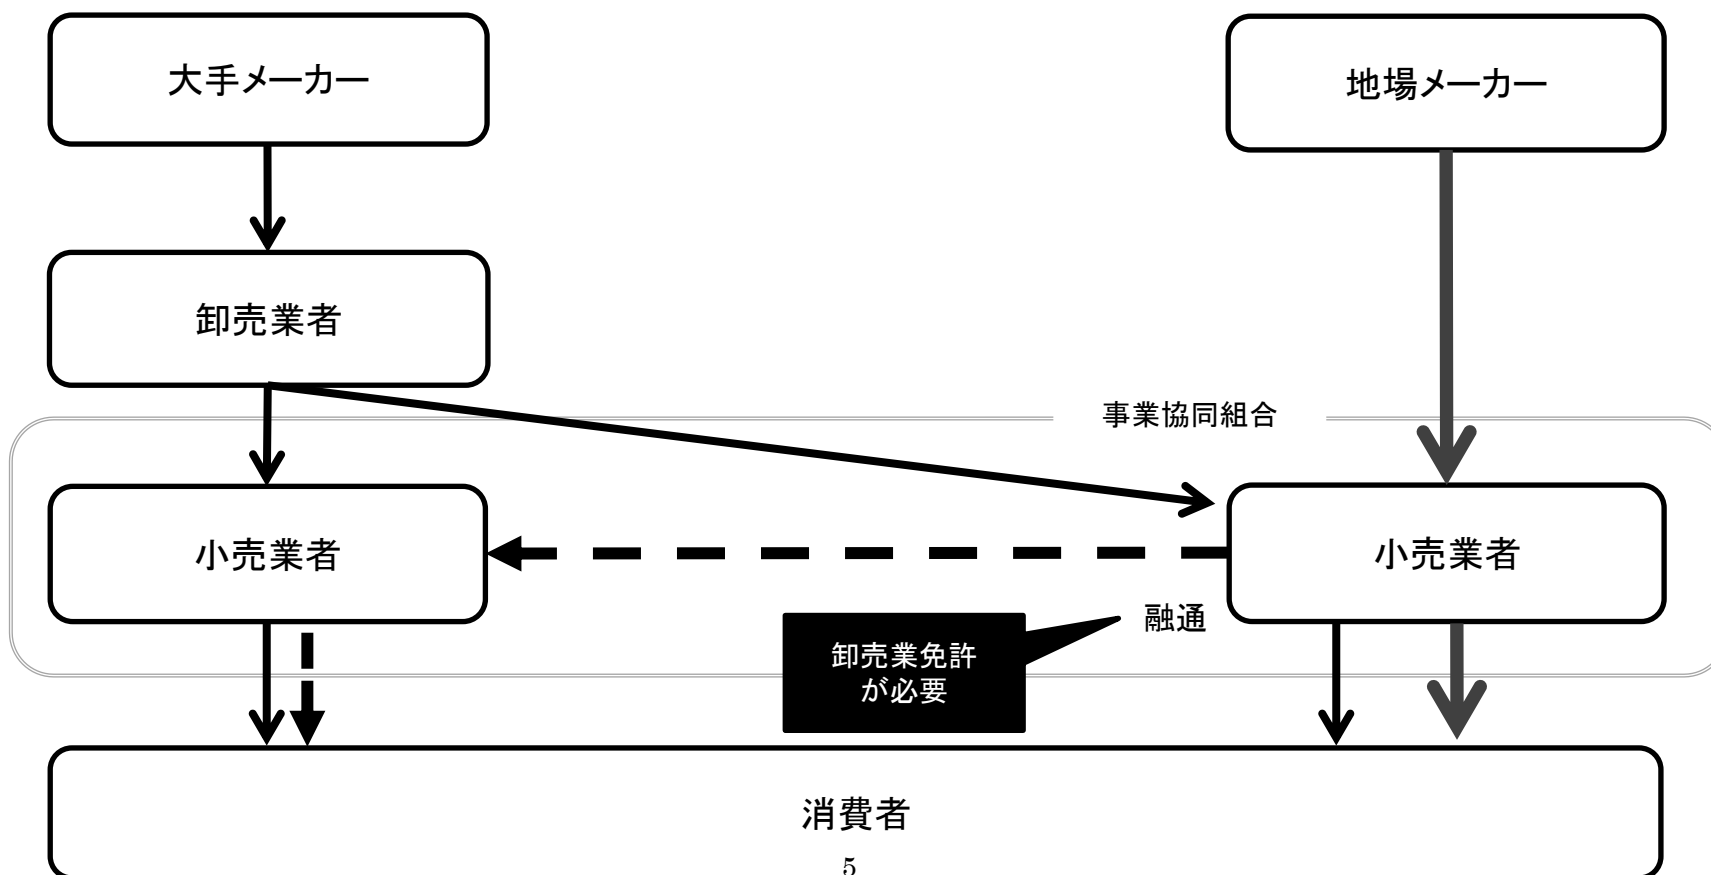 大手メーカー
地場メーカー
卸売業者
事業協同組合
小売業者
小売業者
融通
卸売業免許
が必要
消費者
5